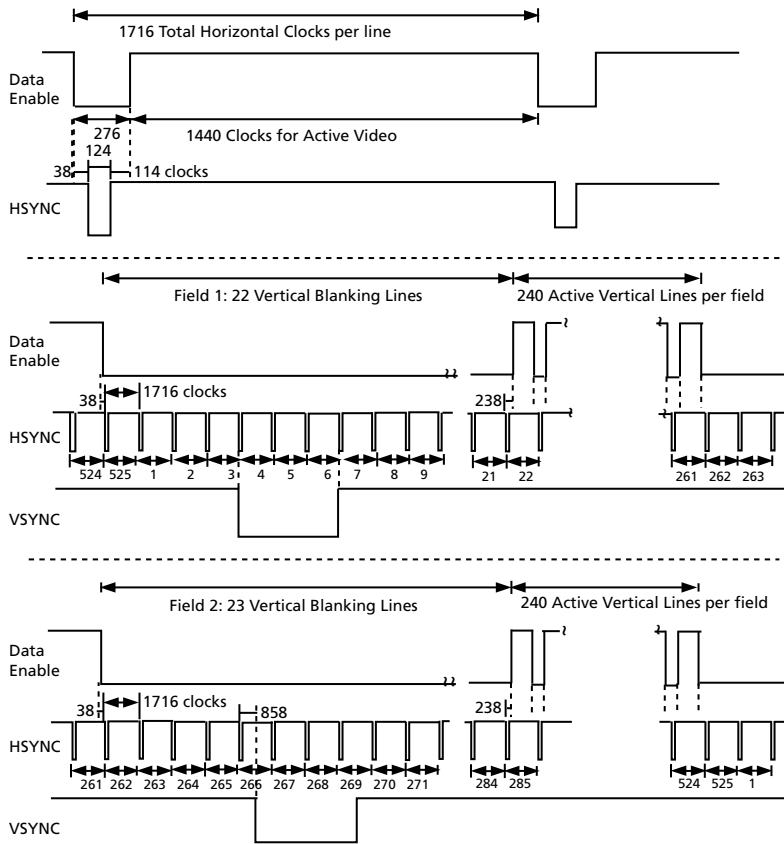 1716 Total Horizontal Clocks per line
Data
Enable
276
1440 Clocks for Active Video
124
38
114 clocks
HSYNC
Field 1: 22 Vertical Blanking Lines
240 Active Vertical Lines per field
Data
Enable
1716 clocks
38
238
HSYNC
524 525 1 2 3 4 5 6 7 8 9 21 22 261 262 263
VSYNC
Field 2: 23 Vertical Blanking Lines
240 Active Vertical Lines per field
Data
Enable
1716 clocks
38
858
238
HSYNC
261 262 263 264 265 266 267 268 269 270 271 284 285 524 525 1
VSYNC